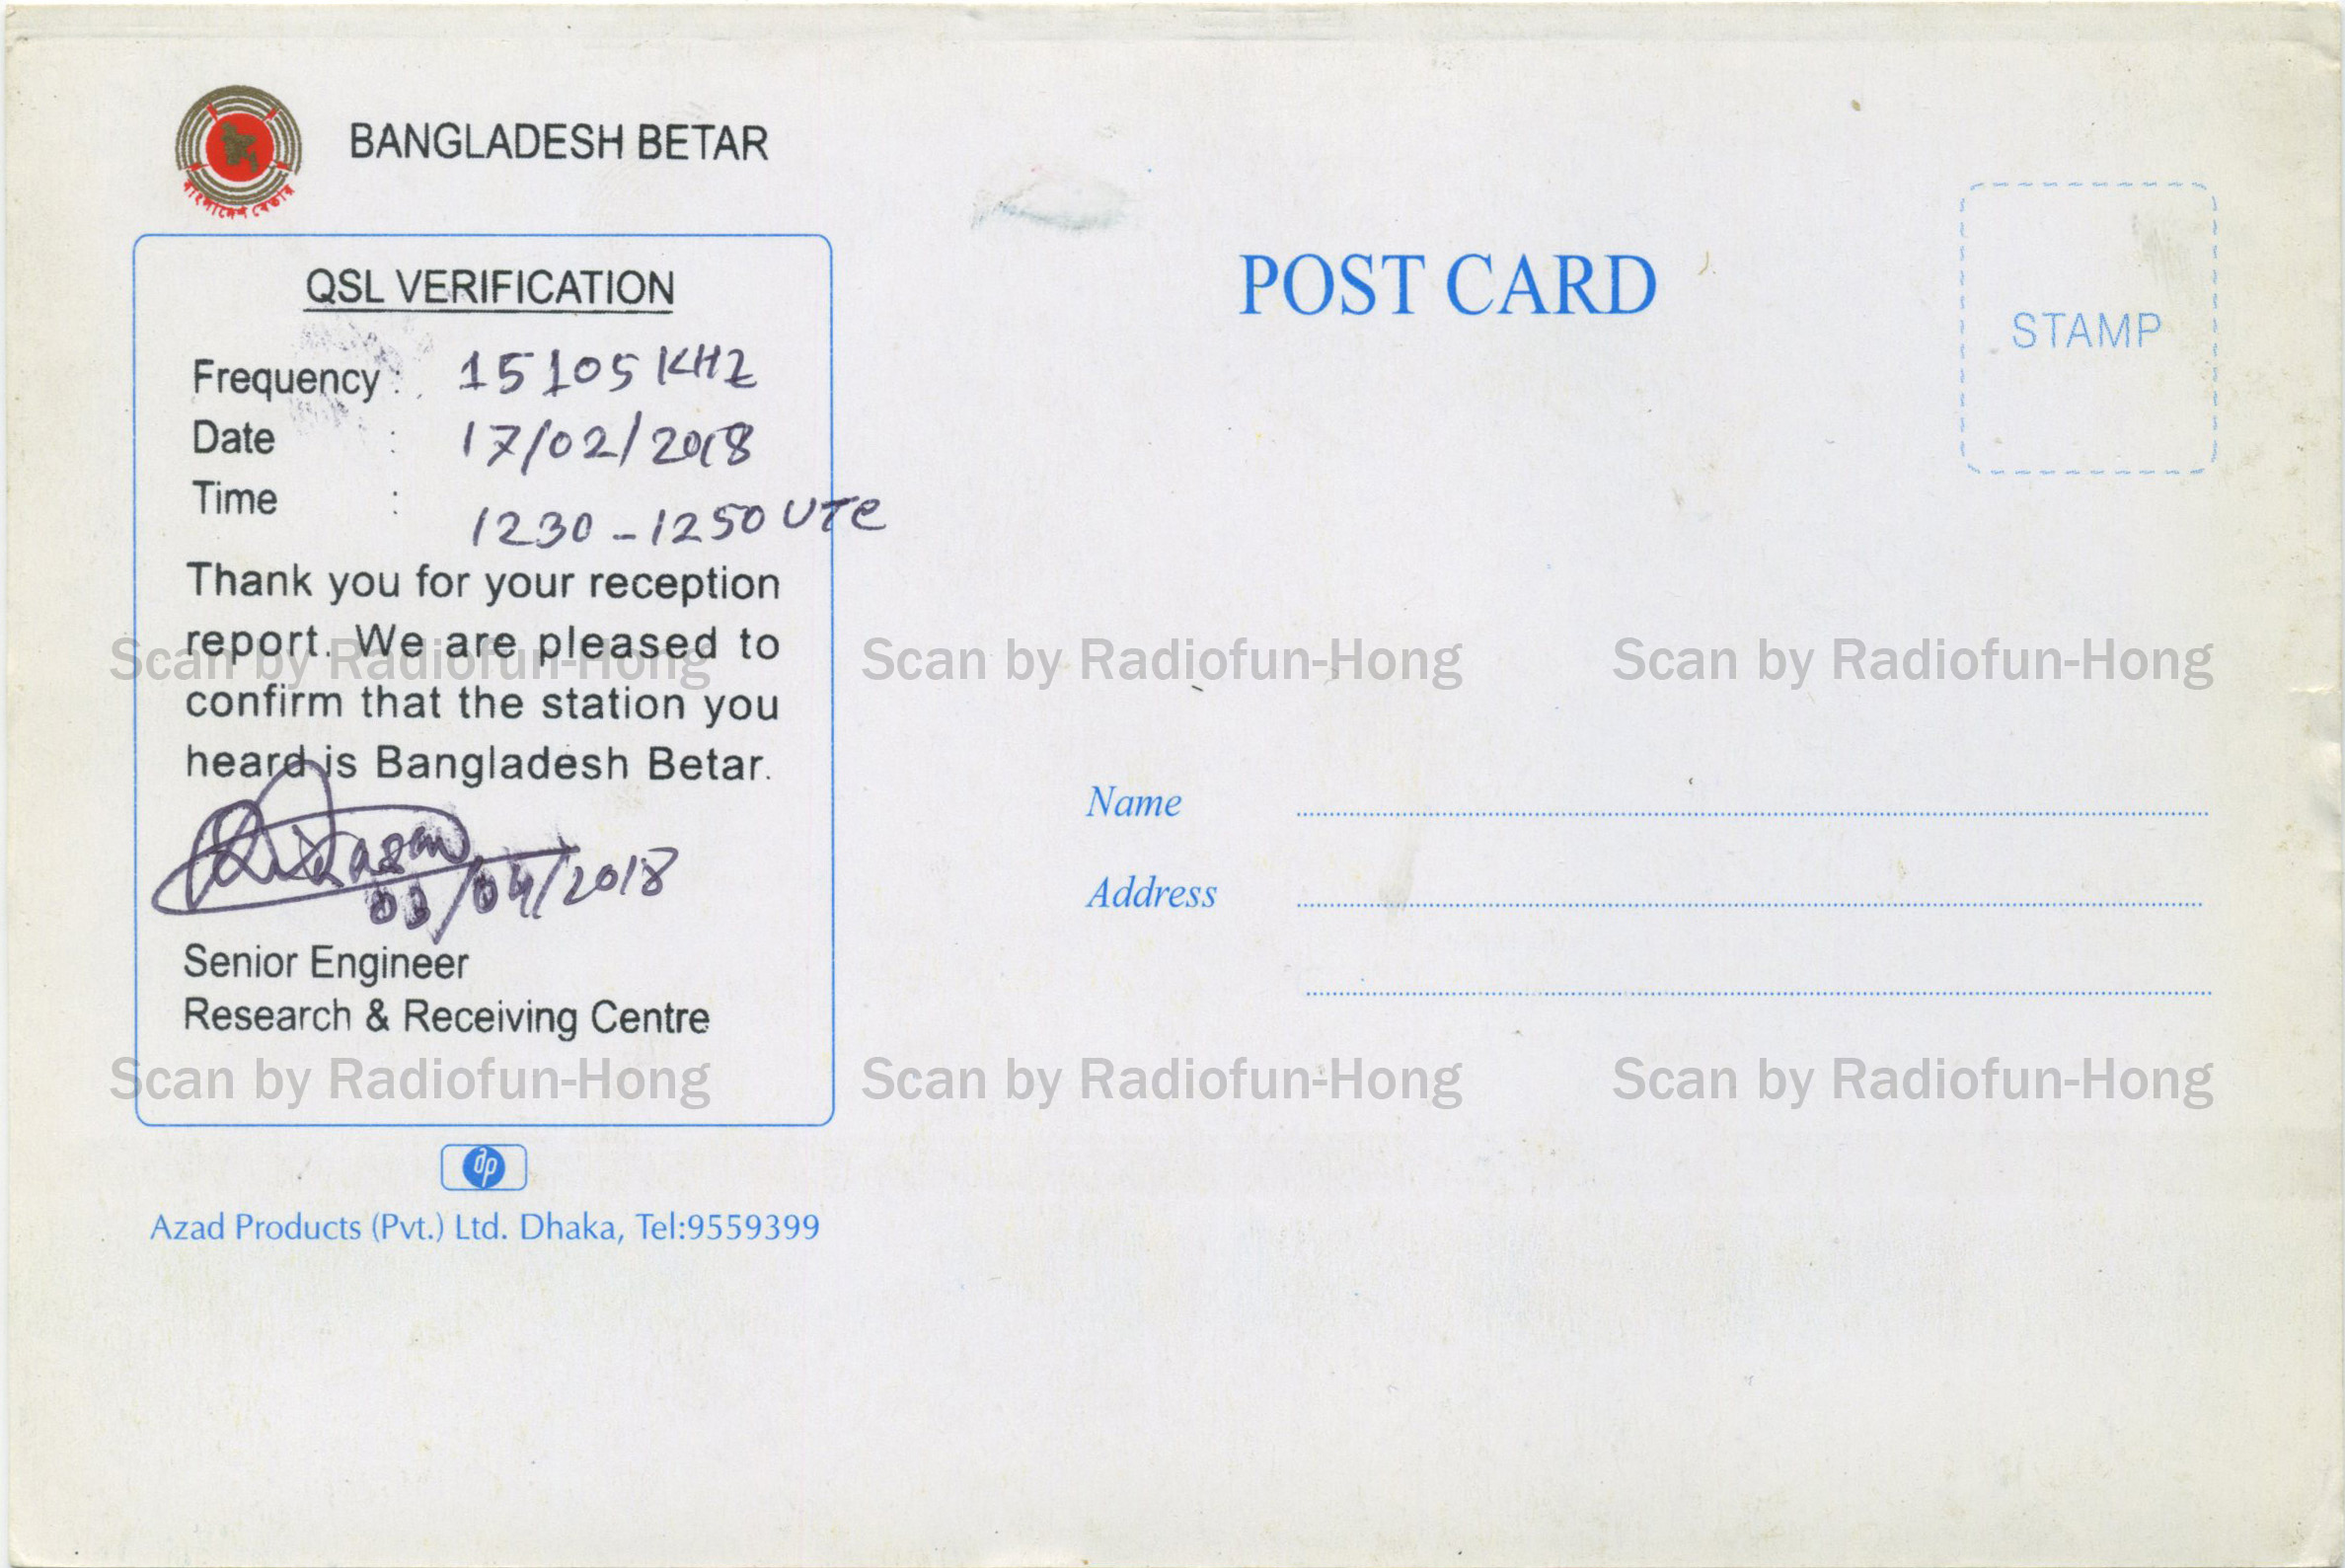 বাংলাদেশ বেতার
BANGLADESH BETAR
QSL VERIFICATION
Frequency : 15105 KHZ
Date : 17/02/2018
Time : 1230 - 1250 UTC
Thank you for your reception
report. We are pleased to
confirm that the station you
heard is Bangladesh Betar.
03/04/2018
Senior Engineer
Research & Receiving Centre
dp
Azad Products (Pvt.) Ltd. Dhaka, Tel:9559399
POST CARD
STAMP
Name
Address
Scan by Radiofun-Hong Scan by Radiofun-Hong Scan by Radiofun-Hong
Scan by Radiofun-Hong Scan by Radiofun-Hong Scan by Radiofun-Hong